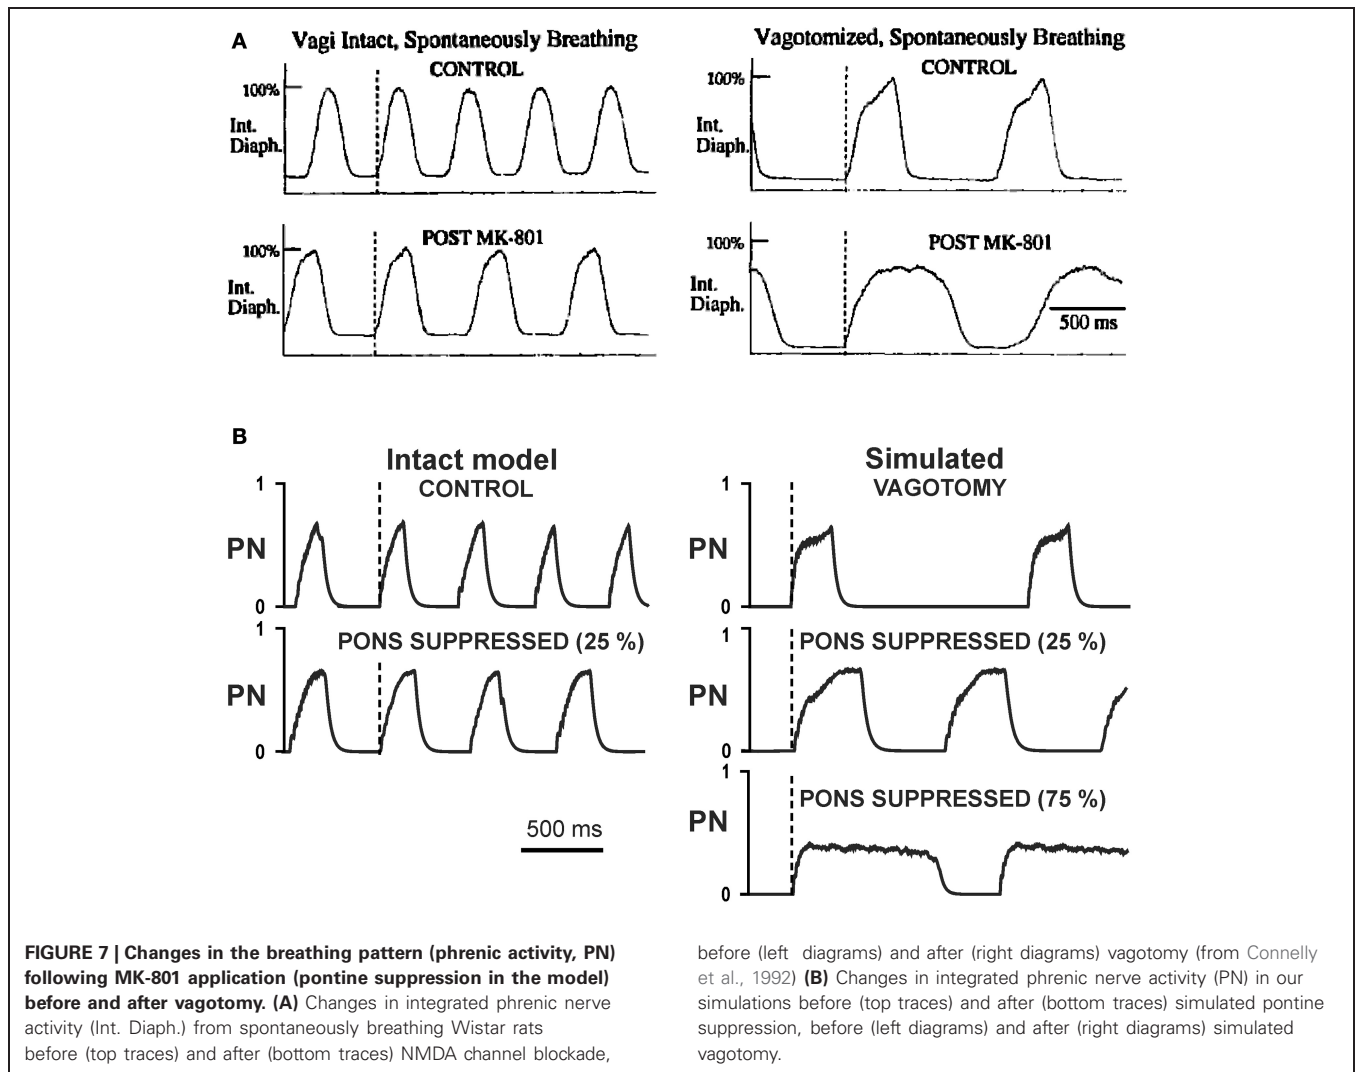 A
Vagi Intact, Spontaneously Breathing
CONTROL
100%
Int.
Diaph.
POST MK-801
100%
Int.
Diaph.
Vagotomized, Spontaneously Breathing
CONTROL
100%
Int.
Diaph.
POST MK-801
100%
Int.
Diaph.
500 ms
B
Intact model
CONTROL
1
PN
0
PONS SUPPRESSED (25 %)
1
PN
0
500 ms
Simulated
VAGOTOMY
1
PN
0
PONS SUPPRESSED (25 %)
1
PN
0
PONS SUPPRESSED (75 %)
1
PN
0
FIGURE 7 | Changes in the breathing pattern (phrenic activity, PN)
following MK-801 application (pontine suppression in the model)
before and after vagotomy. (A) Changes in integrated phrenic nerve
activity (Int. Diaph.) from spontaneously breathing Wistar rats
before (top traces) and after (bottom traces) NMDA channel blockade,
before (left diagrams) and after (right diagrams) vagotomy (from Connelly
et al., 1992) (B) Changes in integrated phrenic nerve activity (PN) in our
simulations before (top traces) and after (bottom traces) simulated pontine
suppression, before (left diagrams) and after (right diagrams) simulated
vagotomy.